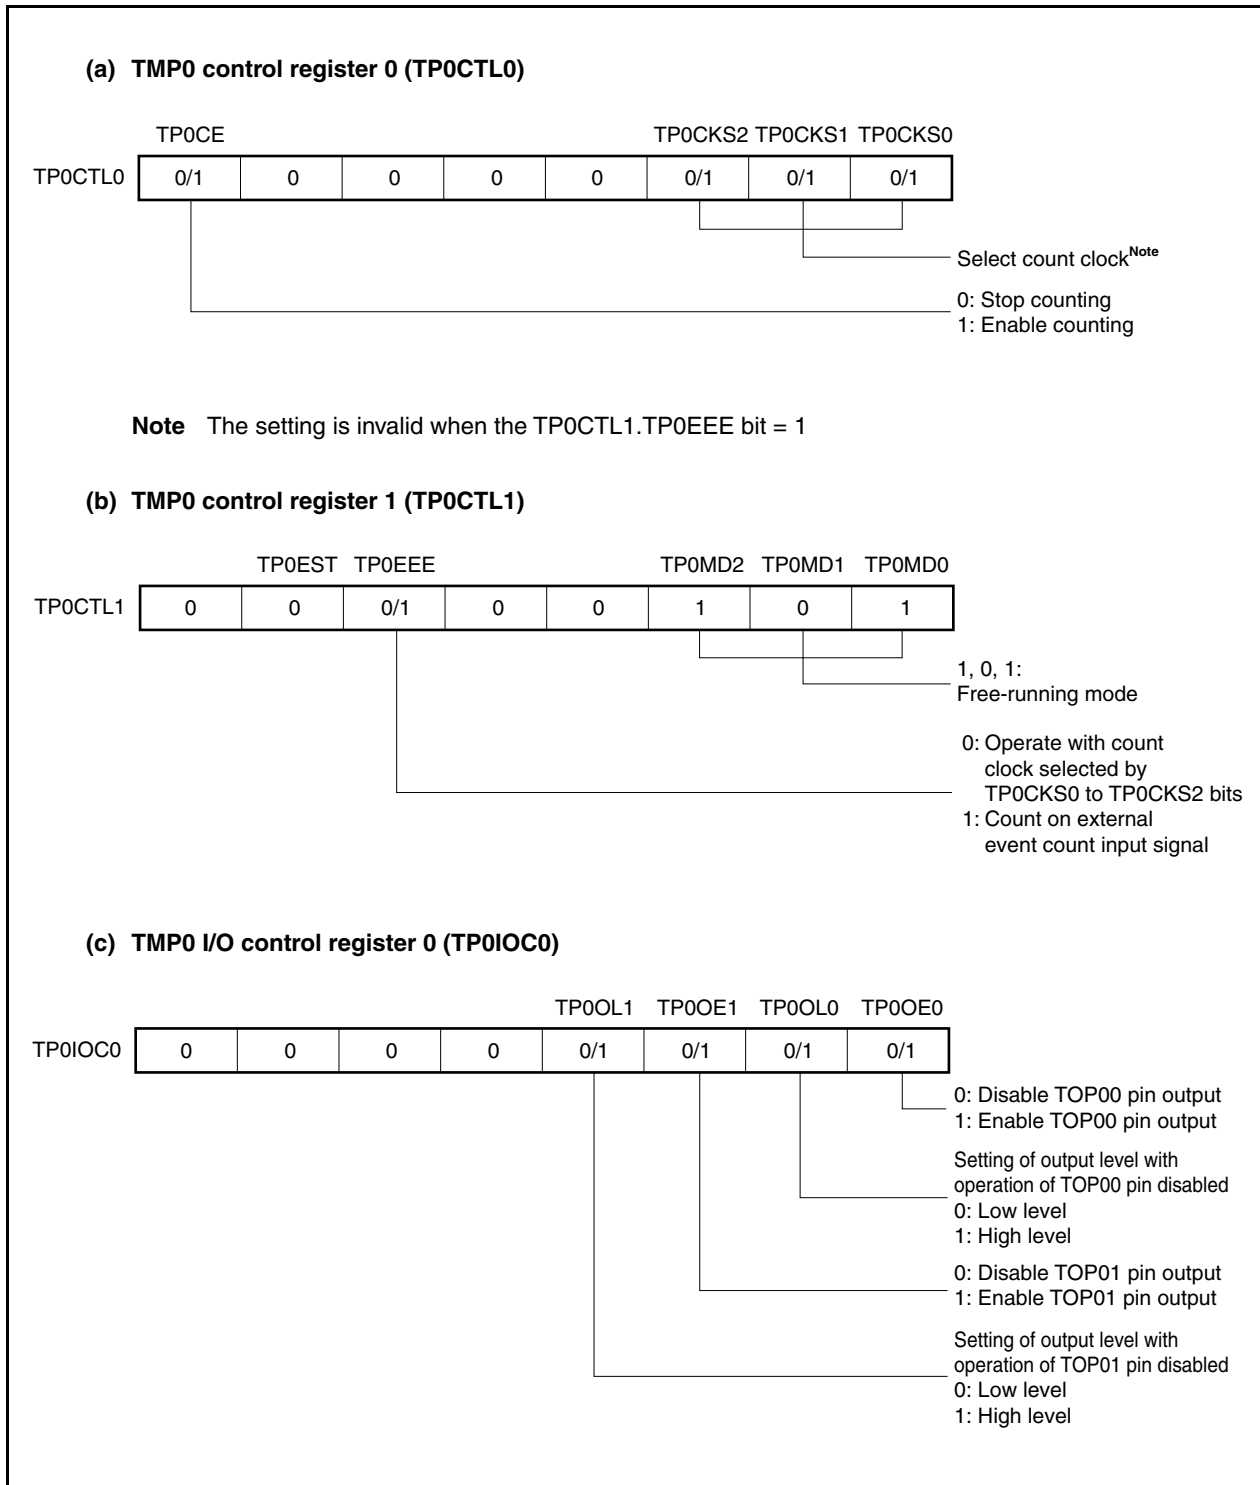 (a) TMP0 control register 0 (TP0CTL0)
TP0CE TP0CKS2 TP0CKS1 TP0CKS0
TP0CTL0 0/1 0 0 0 0 0/1 0/1 0/1
Select count clockNote
0: Stop counting
1: Enable counting
Note The setting is invalid when the TP0CTL1.TP0EEE bit = 1
(b) TMP0 control register 1 (TP0CTL1)
TP0EST TP0EEE TP0MD2 TP0MD1 TP0MD0
TP0CTL1 0 0 0/1 0 0 1 0 1
1, 0, 1:
Free-running mode
0: Operate with count
clock selected by
TP0CKS0 to TP0CKS2 bits
1: Count on external
event count input signal
(c) TMP0 I/O control register 0 (TP0IOC0)
TP0OL1 TP0OE1 TP0OL0 TP0OE0
TP0IOC0 0 0 0 0 0/1 0/1 0/1 0/1
0: Disable TOP00 pin output
1: Enable TOP00 pin output
Setting of output level with
operation of TOP00 pin disabled
0: Low level
1: High level
0: Disable TOP01 pin output
1: Enable TOP01 pin output
Setting of output level with
operation of TOP01 pin disabled
0: Low level
1: High level